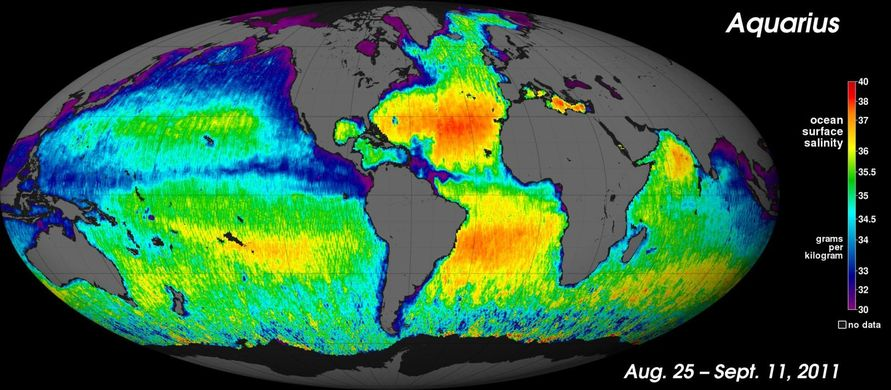 Aquarius
ocean
surface
salinity
grams
per
kilogram
40
38
37
36
35.5
35
34.5
34
33
32
30
no data
Aug. 25 – Sept. 11, 2011